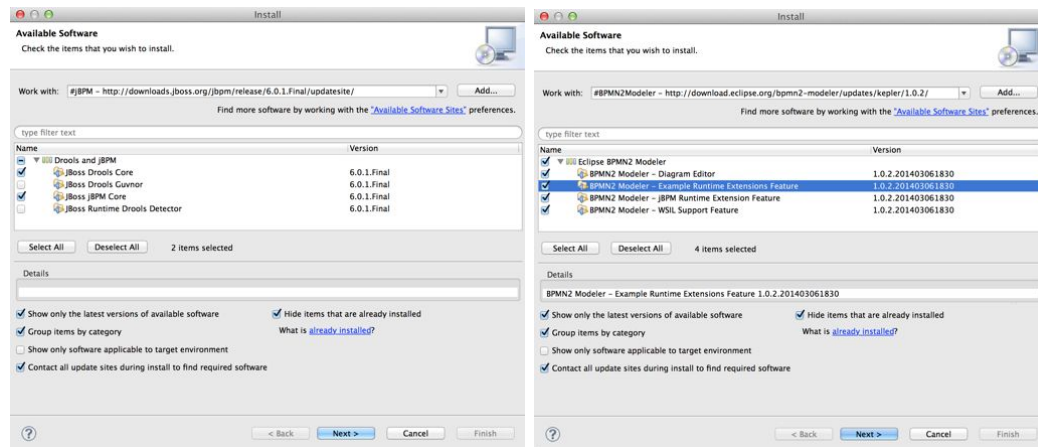 Install
Available Software
Check the items that you wish to install.
Work with: #jBPM - http://downloads.jboss.org/jbpm/release/6.0.1.Final/updatesite/ Add...
Find more software by working with the "Available Software Sites" preferences.
type filter text
Name Version
Drools and jBPM
JBoss Drools Core 6.0.1.Final
JBoss Drools Guvnor 6.0.1.Final
JBoss jBPM Core 6.0.1.Final
JBoss Runtime Drools Detector 6.0.1.Final
Select All Deselect All 2 items selected
Details
Show only the latest versions of available software Hide items that are already installed
Group items by category What is already installed?
Show only software applicable to target environment
Contact all update sites during install to find required software
? < Back Next > Cancel Finish
Install
Available Software
Check the items that you wish to install.
Work with: #BPMN2Modeler - http://download.eclipse.org/bpmn2-modeler/updates/kepler/1.0.2/ Add...
Find more software by working with the "Available Software Sites" preferences.
type filter text
Name Version
Eclipse BPMN2 Modeler
BPMN2 Modeler - Diagram Editor 1.0.2.201403061830
BPMN2 Modeler - Example Runtime Extensions Feature 1.0.2.201403061830
BPMN2 Modeler - jBPM Runtime Extension Feature 1.0.2.201403061830
BPMN2 Modeler - WSIL Support Feature 1.0.2.201403061830
Select All Deselect All 4 items selected
Details
BPMN2 Modeler - Example Runtime Extensions Feature 1.0.2.201403061830
Show only the latest versions of available software Hide items that are already installed
Group items by category What is already installed?
Show only software applicable to target environment
Contact all update sites during install to find required software
? < Back Next > Cancel Finish